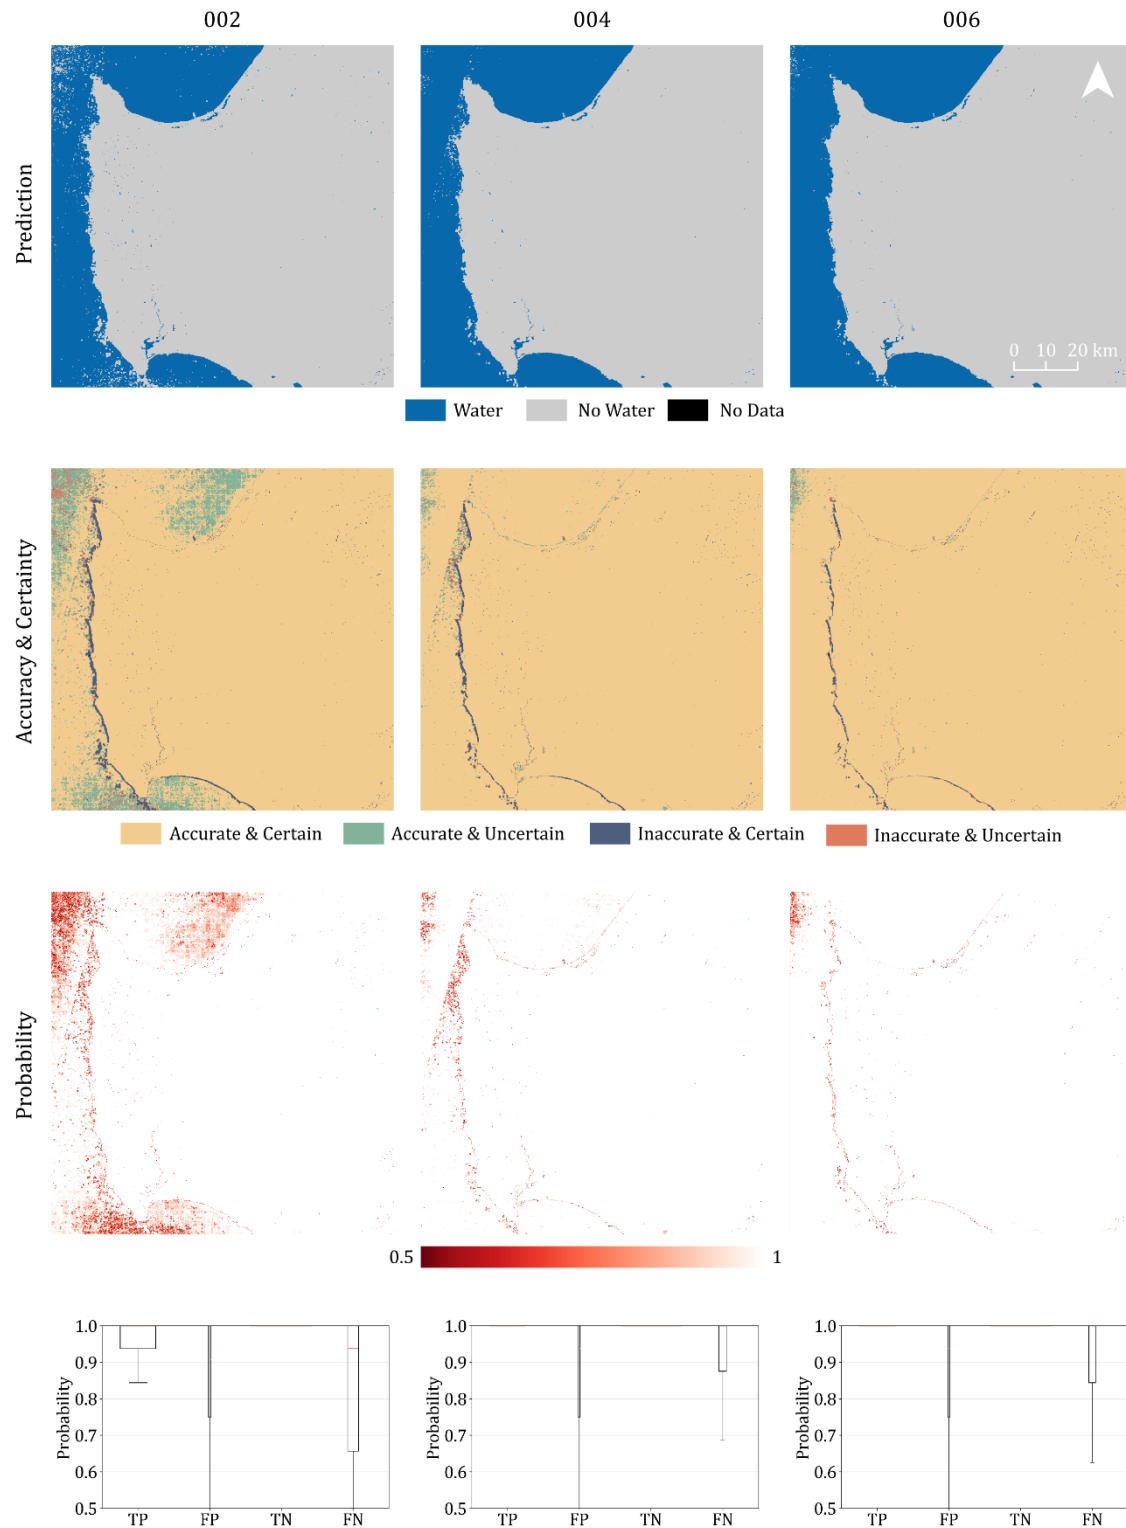 002 004 006
Prediction
0 10 20 km
Water No Water No Data
Accuracy & Certainty
Accurate & Certain Accurate & Uncertain Inaccurate & Certain Inaccurate & Uncertain
Probability
0.5 1
Probability
1.0
0.9
0.8
0.7
0.6
0.5
TP FP TN FN
Probability
1.0
0.9
0.8
0.7
0.6
0.5
TP FP TN FN
Probability
1.0
0.9
0.8
0.7
0.6
0.5
TP FP TN FN